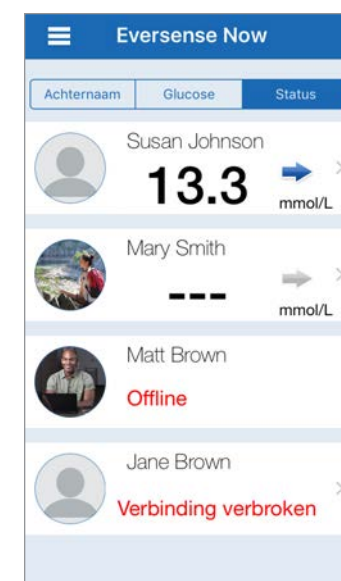 Eversense Now
Achternaam Glucose Status
Susan Johnson
13.3
mmol/L
Mary Smith
---
mmol/L
Matt Brown
Offline
Jane Brown
Verbinding verbroken